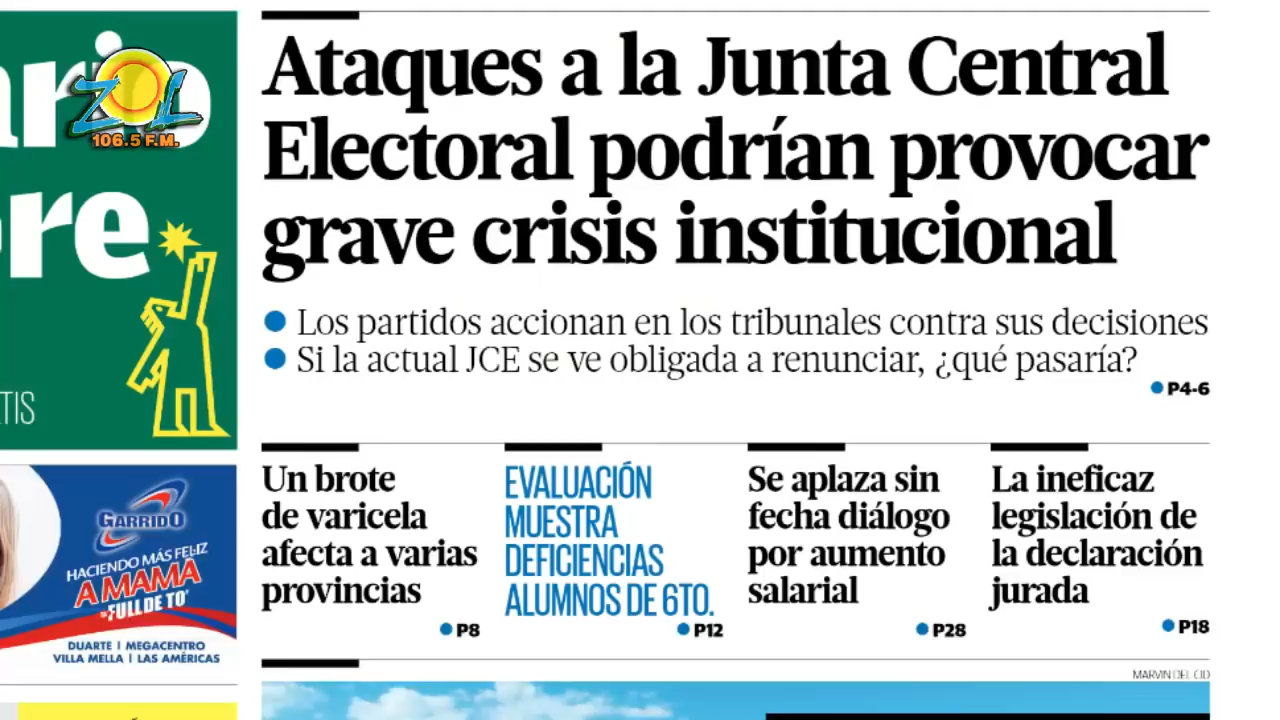 ario
ZOL
106.5 F.M.
bre
TIS
Ataques a la Junta Central
Electoral podrían provocar
grave crisis institucional
Los partidos accionan en los tribunales contra sus decisiones
Si la actual JCE se ve obligada a renunciar, ¿qué pasaría?
P4-6
GARRIDO
HACIENDO MÁS FELIZ
A MAMÁ
"¡FULL DE TO'
DUARTE | MEGACENTRO
VILLA MELLA | LAS AMÉRICAS
Un brote
de varicela
afecta a varias
provincias
P8
EVALUACIÓN
MUESTRA
DEFICIENCIAS
ALUMNOS DE 6TO.
P12
Se aplaza sin
fecha diálogo
por aumento
salarial
P28
La ineficaz
legislación de
la declaración
jurada
P18
MARVIN DEL CID